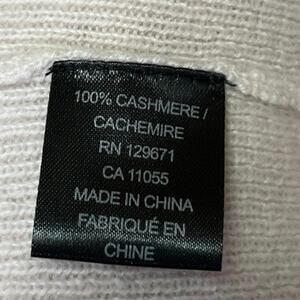 100% CASHMERE /
CACHEMIRE
RN 129671
CA 11055
MADE IN CHINA
FABRIQUÉ EN
CHINE